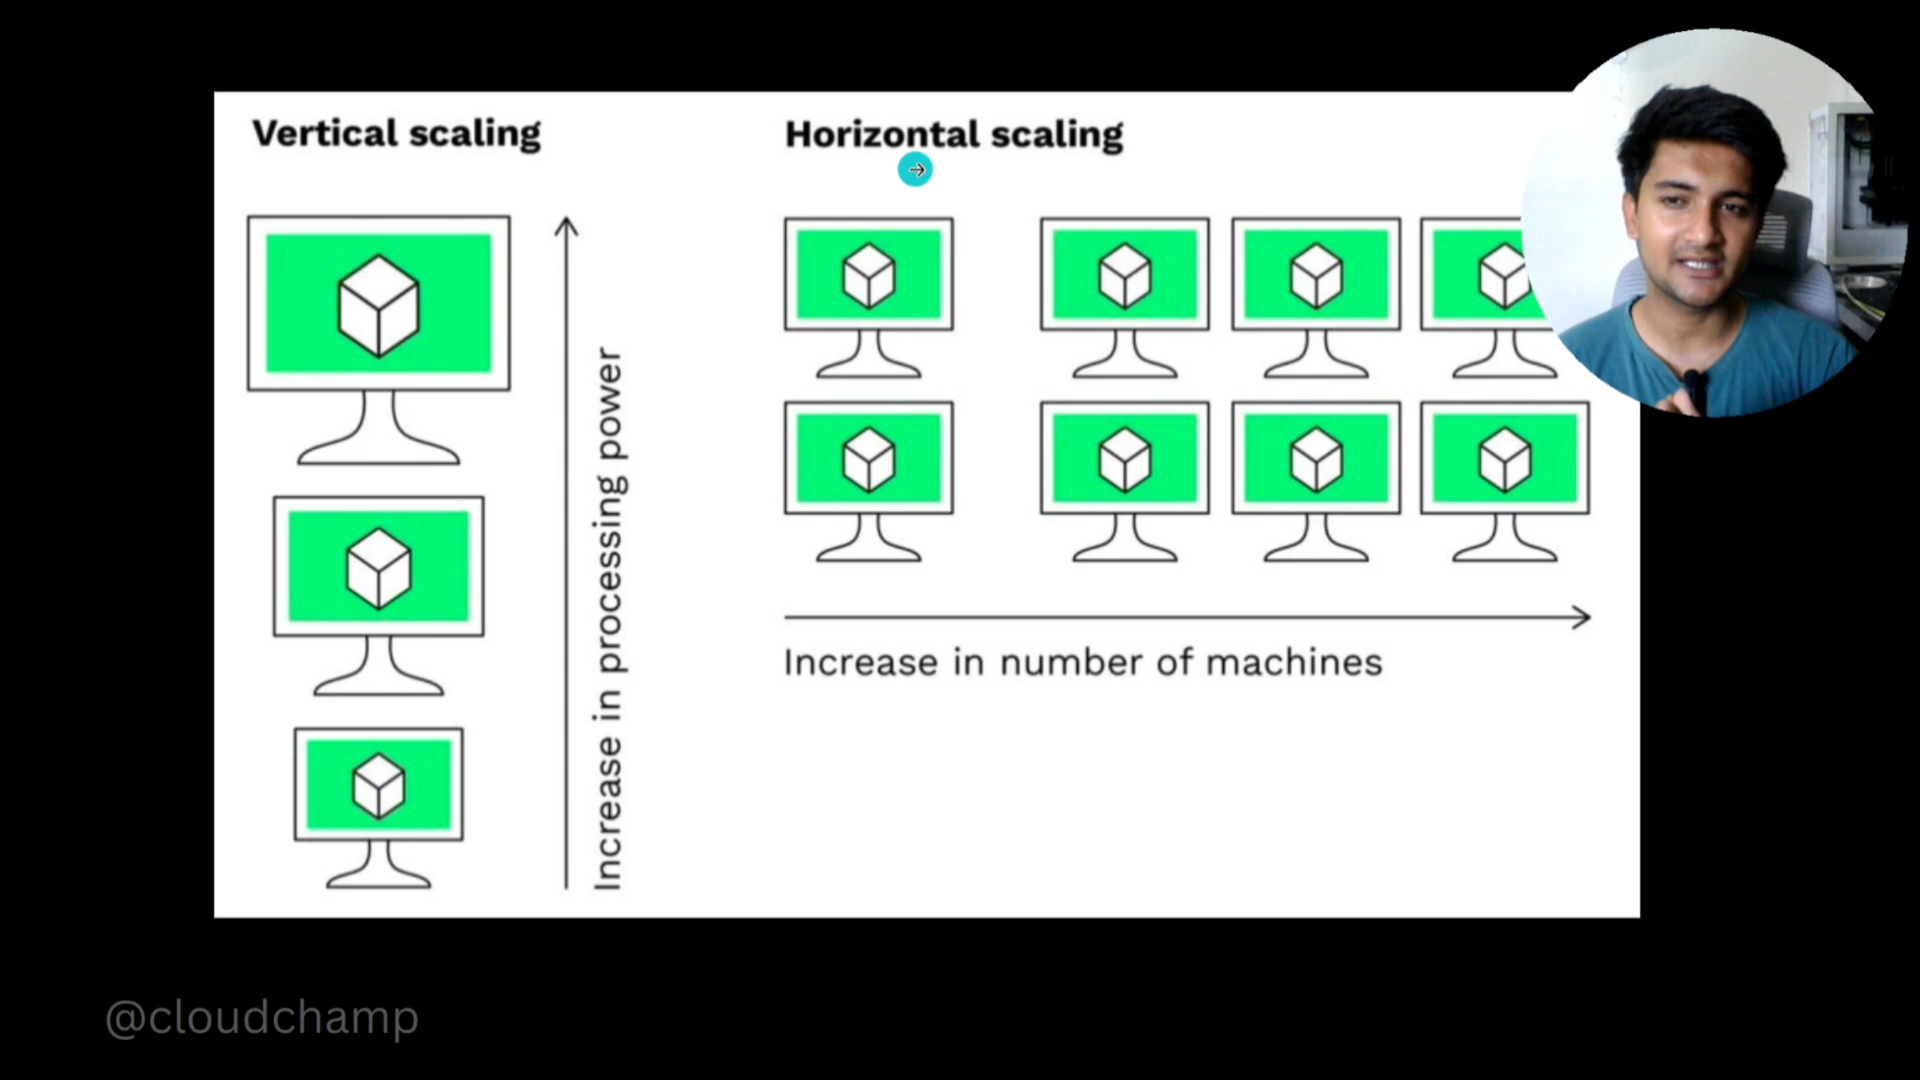 Vertical scaling
Increase in processing power
Horizontal scaling
Increase in number of machines
@cloudchamp